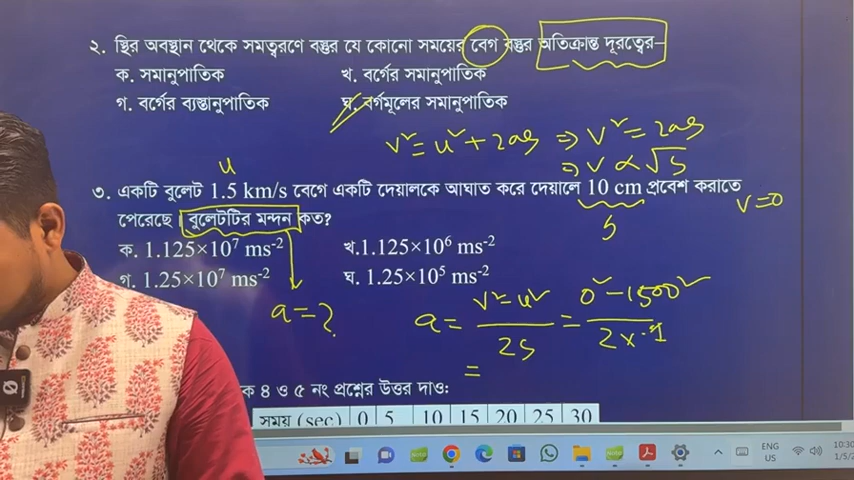 ২. স্থির অবস্থান থেকে সমত্বরণে বস্তুর যে কোনো সময়ের বেগ বস্তুর অতিক্রান্ত দূরত্বের–
ক. সমানুপাতিক খ. বর্গের সমানুপাতিক
গ. বর্গের ব্যস্তানুপাতিক ঘ. বর্গমূলের সমানুপাতিক
v² = u² + 2as ⇒ v² = 2as
⇒ v ∝ √s
u
৩. একটি বুলেট 1.5 km/s বেগে একটি দেয়ালকে আঘাত করে দেয়ালে 10 cm প্রবেশ করাতে
পেরেছে। বুলেটটির মন্দন কত?
v=0
s
ক. 1.125×10⁷ ms⁻² খ.1.125×10⁶ ms⁻²
গ. 1.25×10⁷ ms⁻² ঘ. 1.25×10⁵ ms⁻²
a = ?
a = v² – u² / 2s = 0² – 1500² / 2×.1
=
ক ৪ ও ৫ নং প্রশ্নের উত্তর দাও:
সময় (sec) 0 5 10 15 20 25 30
ENG
US
10:30
1/5/2